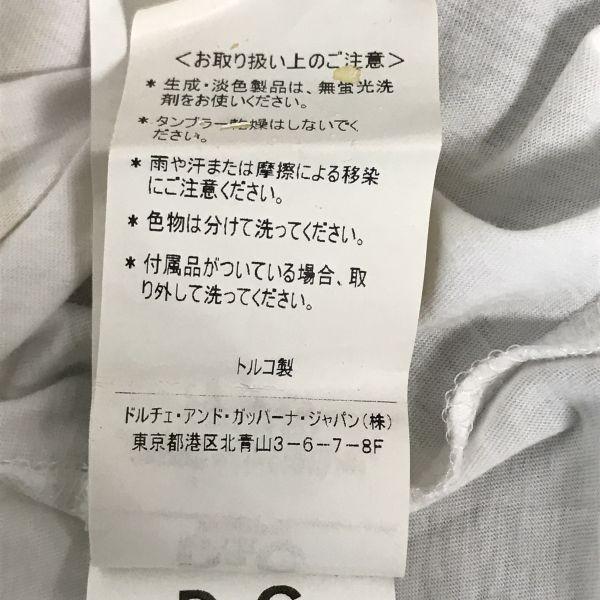 ＜お取り扱い上のご注意＞
* 生成・淡色製品は、無蛍光洗
剤をお使いください。
* タンブラー乾燥はしないでく
ださい。
* 雨や汗または摩擦による移染
にご注意ください。
* 色物は分けて洗ってください。
* 付属品がついている場合、取
り外して洗ってください。
トルコ製
ドルチェ・アンド・ガッバーナ・ジャパン(株)
東京都港区北青山3-6-7-8F